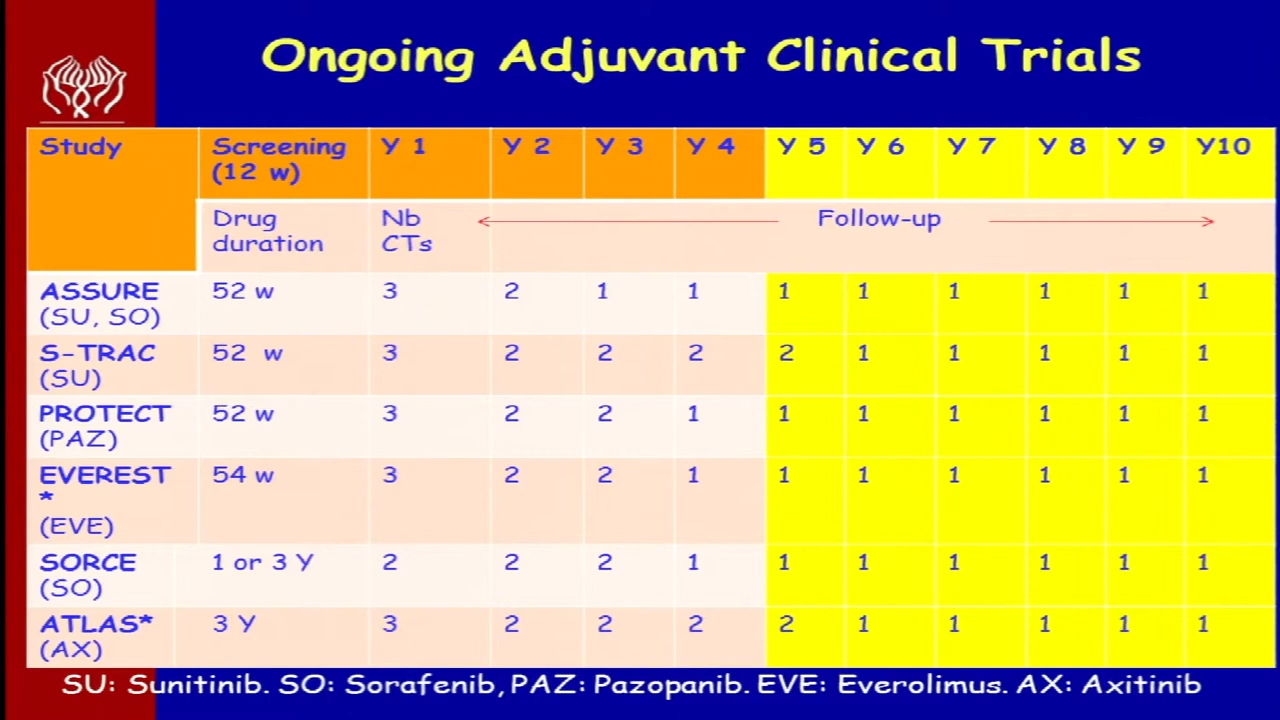 Ongoing Adjuvant Clinical Trials
Study Screening (12 w) Y 1 Y 2 Y 3 Y 4 Y 5 Y 6 Y 7 Y 8 Y 9 Y10
Drug duration Nb CTs Follow-up
ASSURE (SU, SO) 52 w 3 2 1 1 1 1 1 1 1 1
S-TRAC (SU) 52 w 3 2 2 2 2 1 1 1 1 1
PROTECT (PAZ) 52 w 3 2 2 1 1 1 1 1 1 1
EVEREST * (EVE) 54 w 3 2 2 1 1 1 1 1 1 1
SORCE (SO) 1 or 3 Y 2 2 2 1 1 1 1 1 1 1
ATLAS* (AX) 3 Y 3 2 2 2 2 1 1 1 1 1
SU: Sunitinib. SO: Sorafenib, PAZ: Pazopanib. EVE: Everolimus. AX: Axitinib